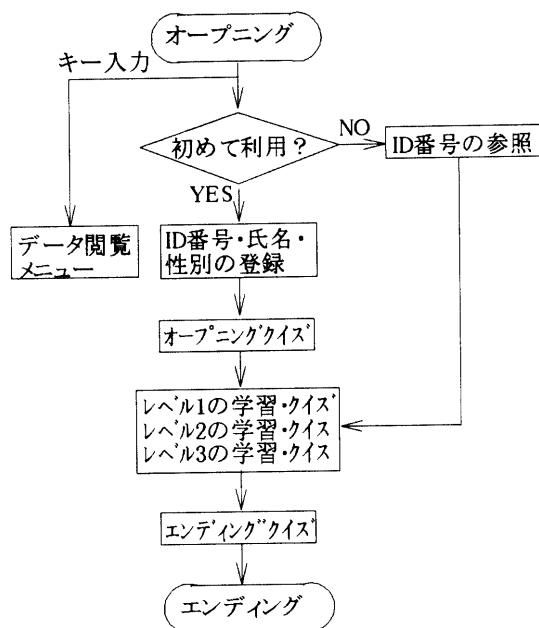 オープニング
キー入力
初めて利用?
NO
ID番号の参照
YES
データ閲覧
メニュー
ID番号・氏名・
性別の登録
オープニングクイズ
レベル1の学習・クイズ
レベル2の学習・クイス
レベル3の学習・クイス
エンディングクイズ
エンディング